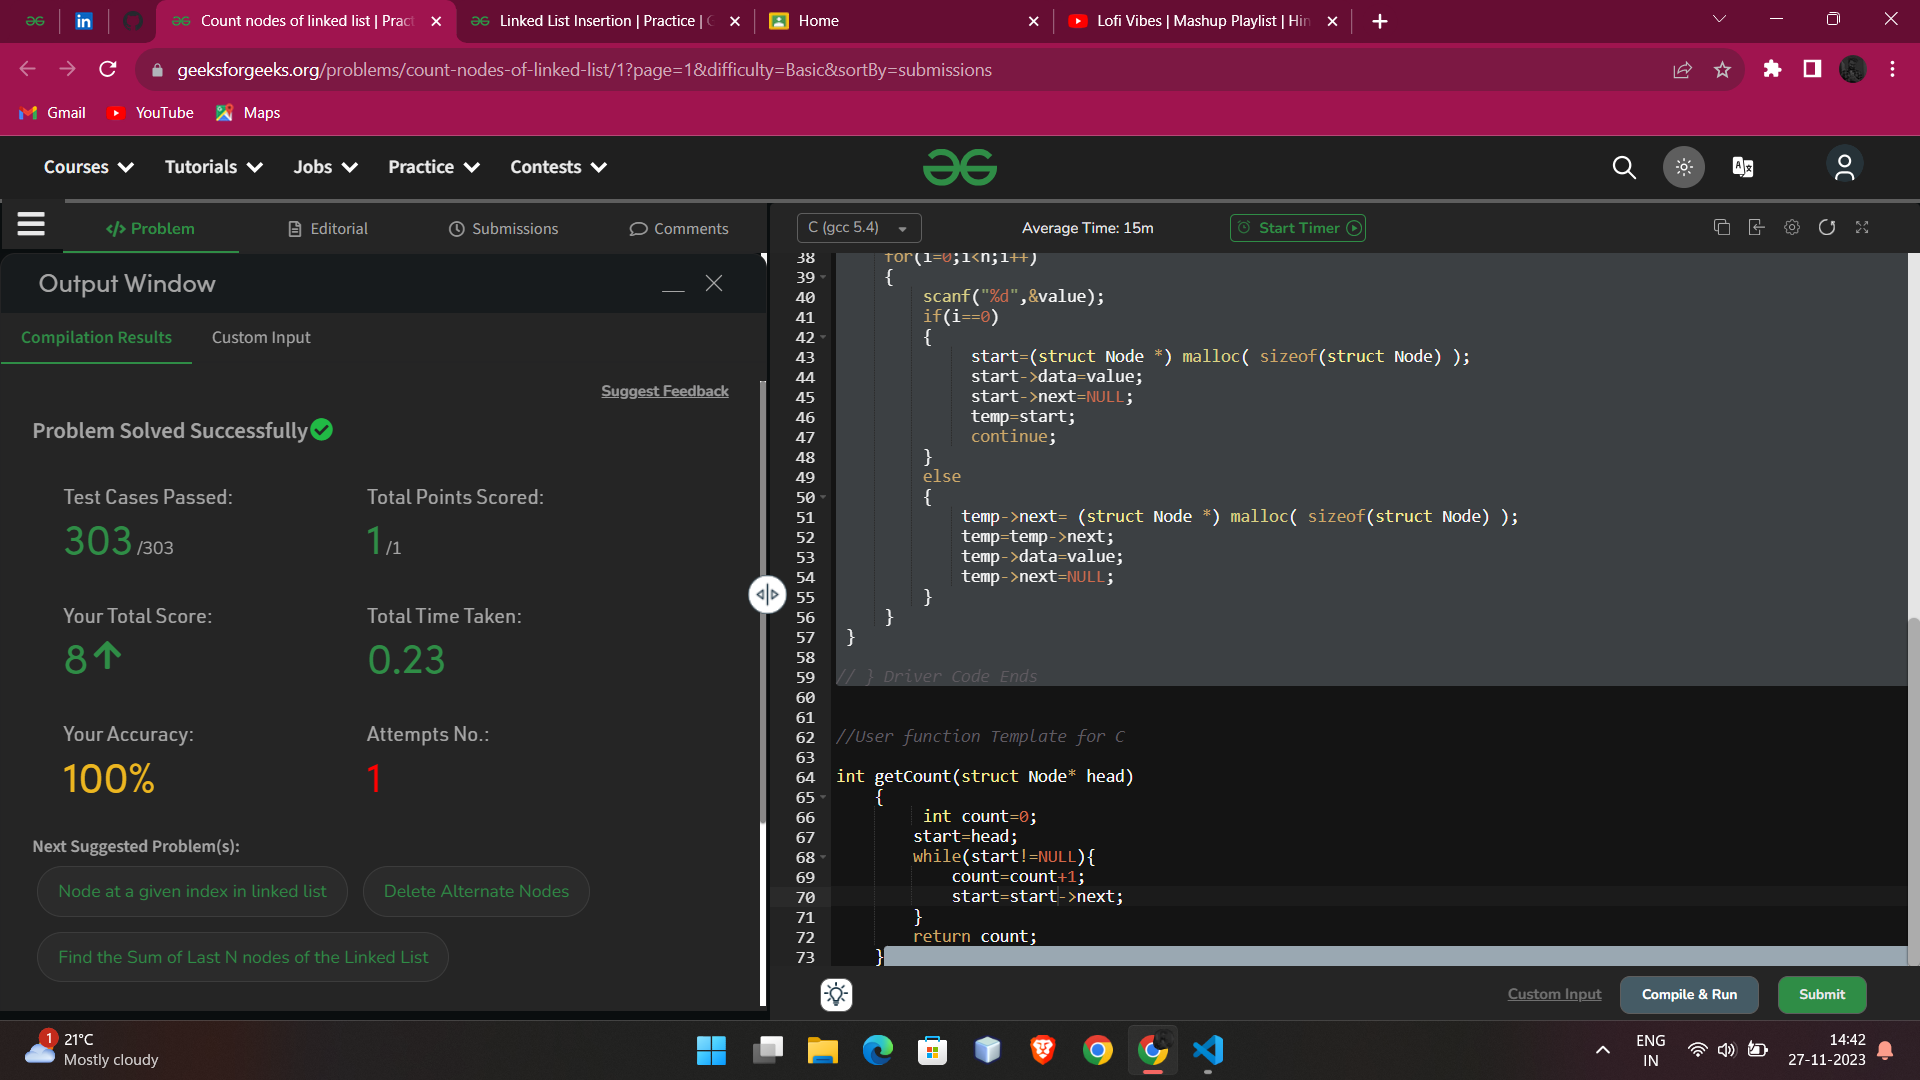 Count nodes of linked list | Pract
Linked List Insertion | Practice | G
Home
Lofi Vibes | Mashup Playlist | Hin
geeksforgeeks.org/problems/count-nodes-of-linked-list/1?page=1&difficulty=Basic&sortBy=submissions
Gmail
YouTube
Maps
Courses
Tutorials
Jobs
Practice
Contests
Problem
Editorial
Submissions
Comments
C (gcc 5.4)
Average Time: 15m
Start Timer
Output Window
Compilation Results
Custom Input
Suggest Feedback
Problem Solved Successfully
Test Cases Passed:
303 /303
Total Points Scored:
1 /1
Your Total Score:
8
Total Time Taken:
0.23
Your Accuracy:
100%
Attempts No.:
1
Next Suggested Problem(s):
Node at a given index in linked list
Delete Alternate Nodes
Find the Sum of Last N nodes of the Linked List
38 for(i=0;i<n;i++)
39 {
40 scanf("%d",&value);
41 if(i==0)
42 {
43 start=(struct Node *) malloc( sizeof(struct Node) );
44 start->data=value;
45 start->next=NULL;
46 temp=start;
47 continue;
48 }
49 else
50 {
51 temp->next= (struct Node *) malloc( sizeof(struct Node) );
52 temp=temp->next;
53 temp->data=value;
54 temp->next=NULL;
55 }
56 }
57 }
58
59 // } Driver Code Ends
60
61
62 //User function Template for C
63
64 int getCount(struct Node* head)
65 {
66 int count=0;
67 start=head;
68 while(start!=NULL){
69 count=count+1;
70 start=start->next;
71 }
72 return count;
73 }
Custom Input
Compile & Run
Submit
1
21°C
Mostly cloudy
ENG
IN
14:42
27-11-2023